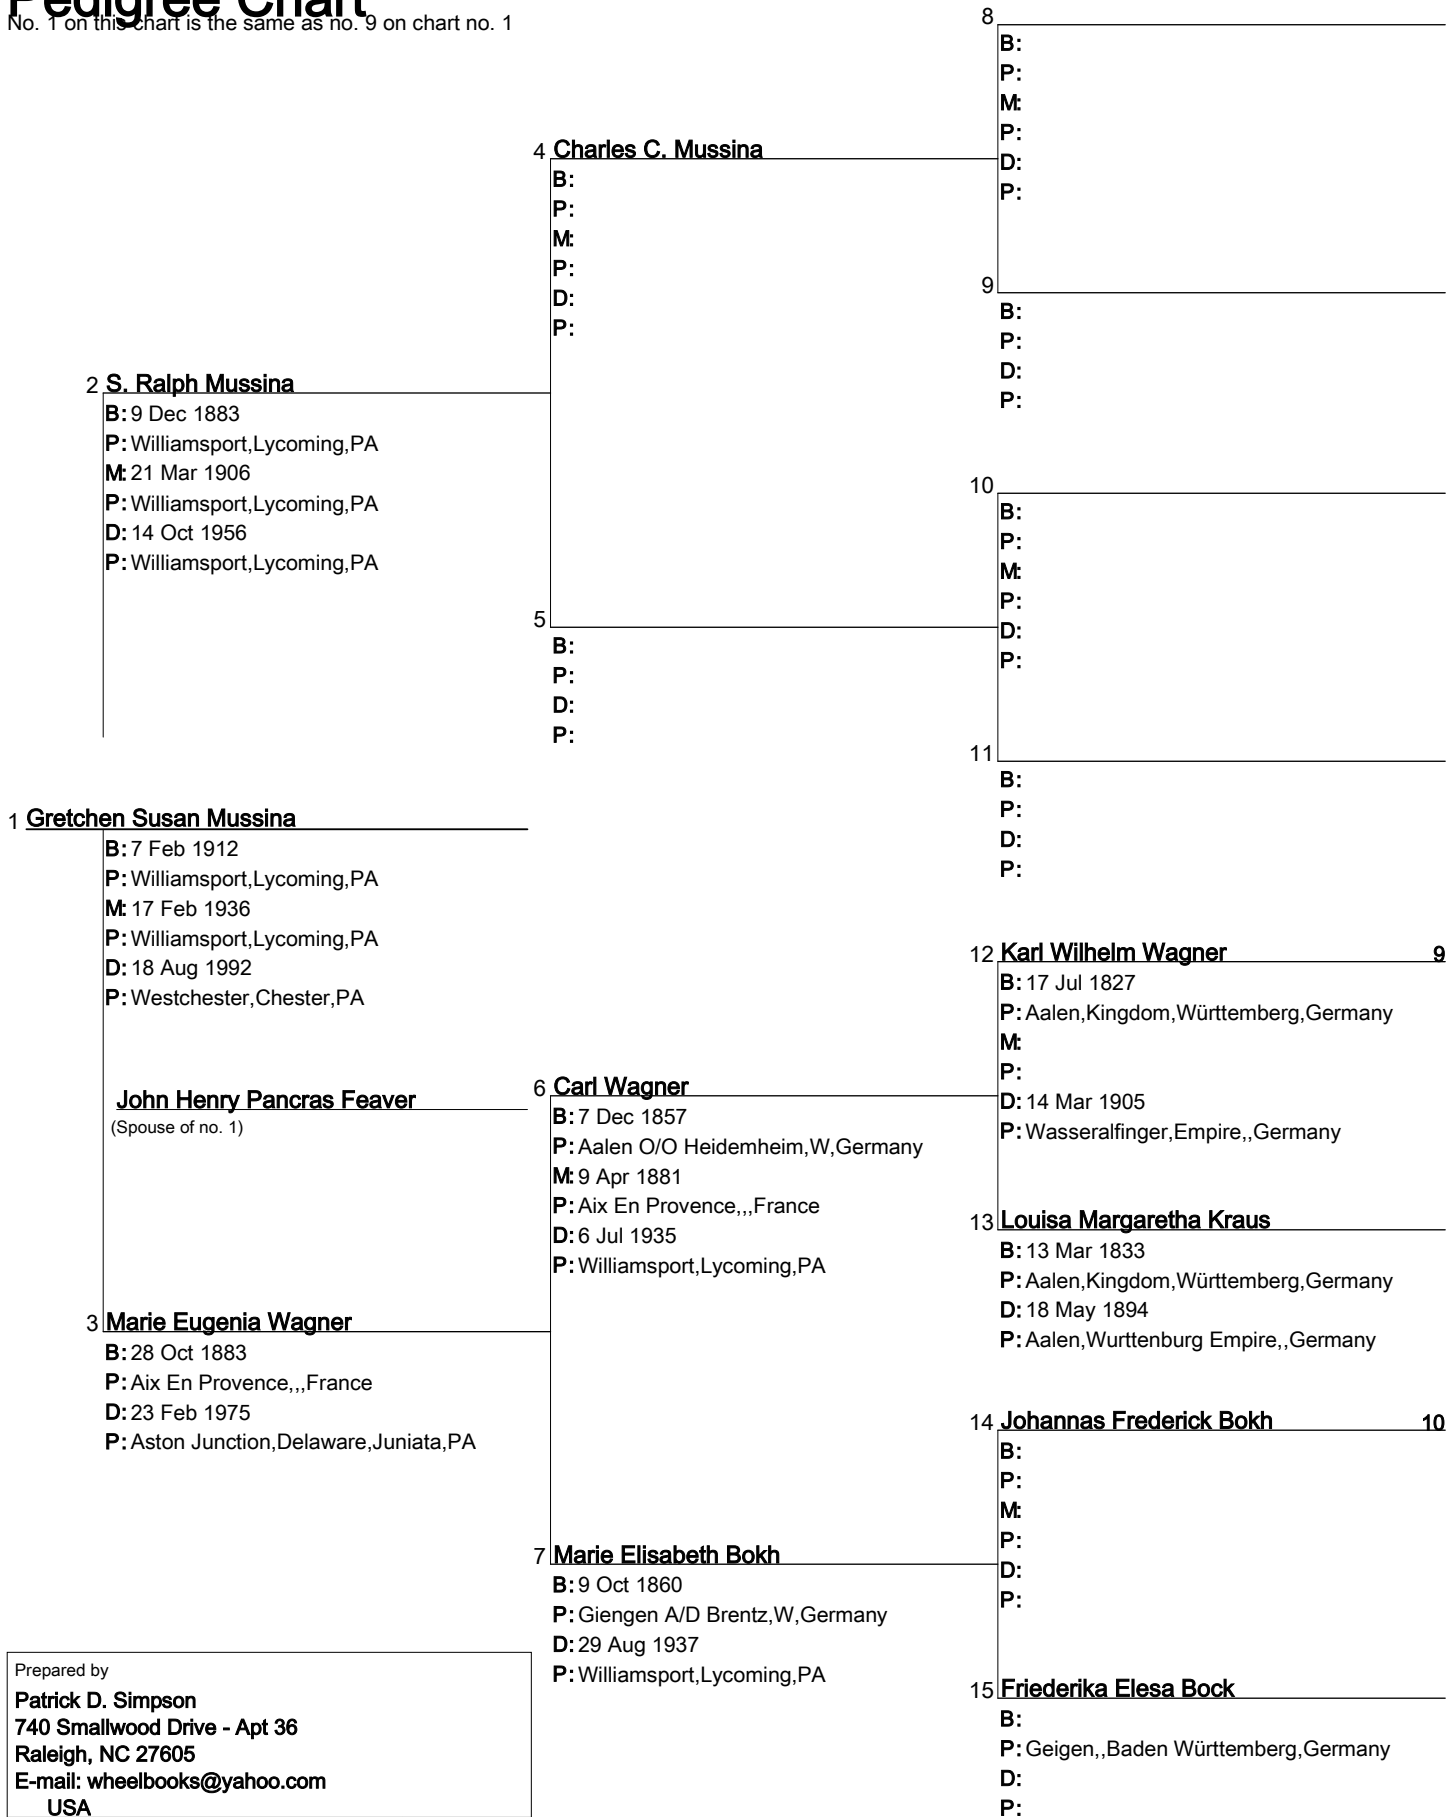 Pedigree Chart
No. 1 on this chart is the same as no. 9 on chart no. 1
8
B:
P:
M:
P:
D:
P:
4 Charles C. Mussina
B:
P:
M:
P:
D:
P:
9
B:
P:
D:
P:
2 S. Ralph Mussina
B: 9 Dec 1883
P: Williamsport,Lycoming,PA
M: 21 Mar 1906
P: Williamsport,Lycoming,PA
D: 14 Oct 1956
P: Williamsport,Lycoming,PA
10
B:
P:
M:
P:
D:
P:
5
B:
P:
D:
P:
11
B:
P:
D:
P:
1 Gretchen Susan Mussina
B: 7 Feb 1912
P: Williamsport,Lycoming,PA
M: 17 Feb 1936
P: Williamsport,Lycoming,PA
D: 18 Aug 1992
P: Westchester,Chester,PA
John Henry Pancras Feaver
(Spouse of no. 1)
12 Karl Wilhelm Wagner 9
B: 17 Jul 1827
P: Aalen,Kingdom,Württemberg,Germany
M:
P:
D: 14 Mar 1905
P: Wasseralfinger,Empire,,Germany
6 Carl Wagner
B: 7 Dec 1857
P: Aalen O/O Heidemheim,W,Germany
M: 9 Apr 1881
P: Aix En Provence,,,France
D: 6 Jul 1935
P: Williamsport,Lycoming,PA
13 Louisa Margaretha Kraus
B: 13 Mar 1833
P: Aalen,Kingdom,Württemberg,Germany
D: 18 May 1894
P: Aalen,Wurttenburg Empire,,Germany
3 Marie Eugenia Wagner
B: 28 Oct 1883
P: Aix En Provence,,,France
D: 23 Feb 1975
P: Aston Junction,Delaware,Juniata,PA
14 Johannas Frederick Bokh 10
B:
P:
M:
P:
D:
P:
7 Marie Elisabeth Bokh
B: 9 Oct 1860
P: Giengen A/D Brentz,W,Germany
D: 29 Aug 1937
P: Williamsport,Lycoming,PA
15 Friederika Elesa Bock
B:
P: Geigen,,Baden Württemberg,Germany
D:
P:
Prepared by
Patrick D. Simpson
740 Smallwood Drive - Apt 36
Raleigh, NC 27605
E-mail: wheelbooks@yahoo.com
USA